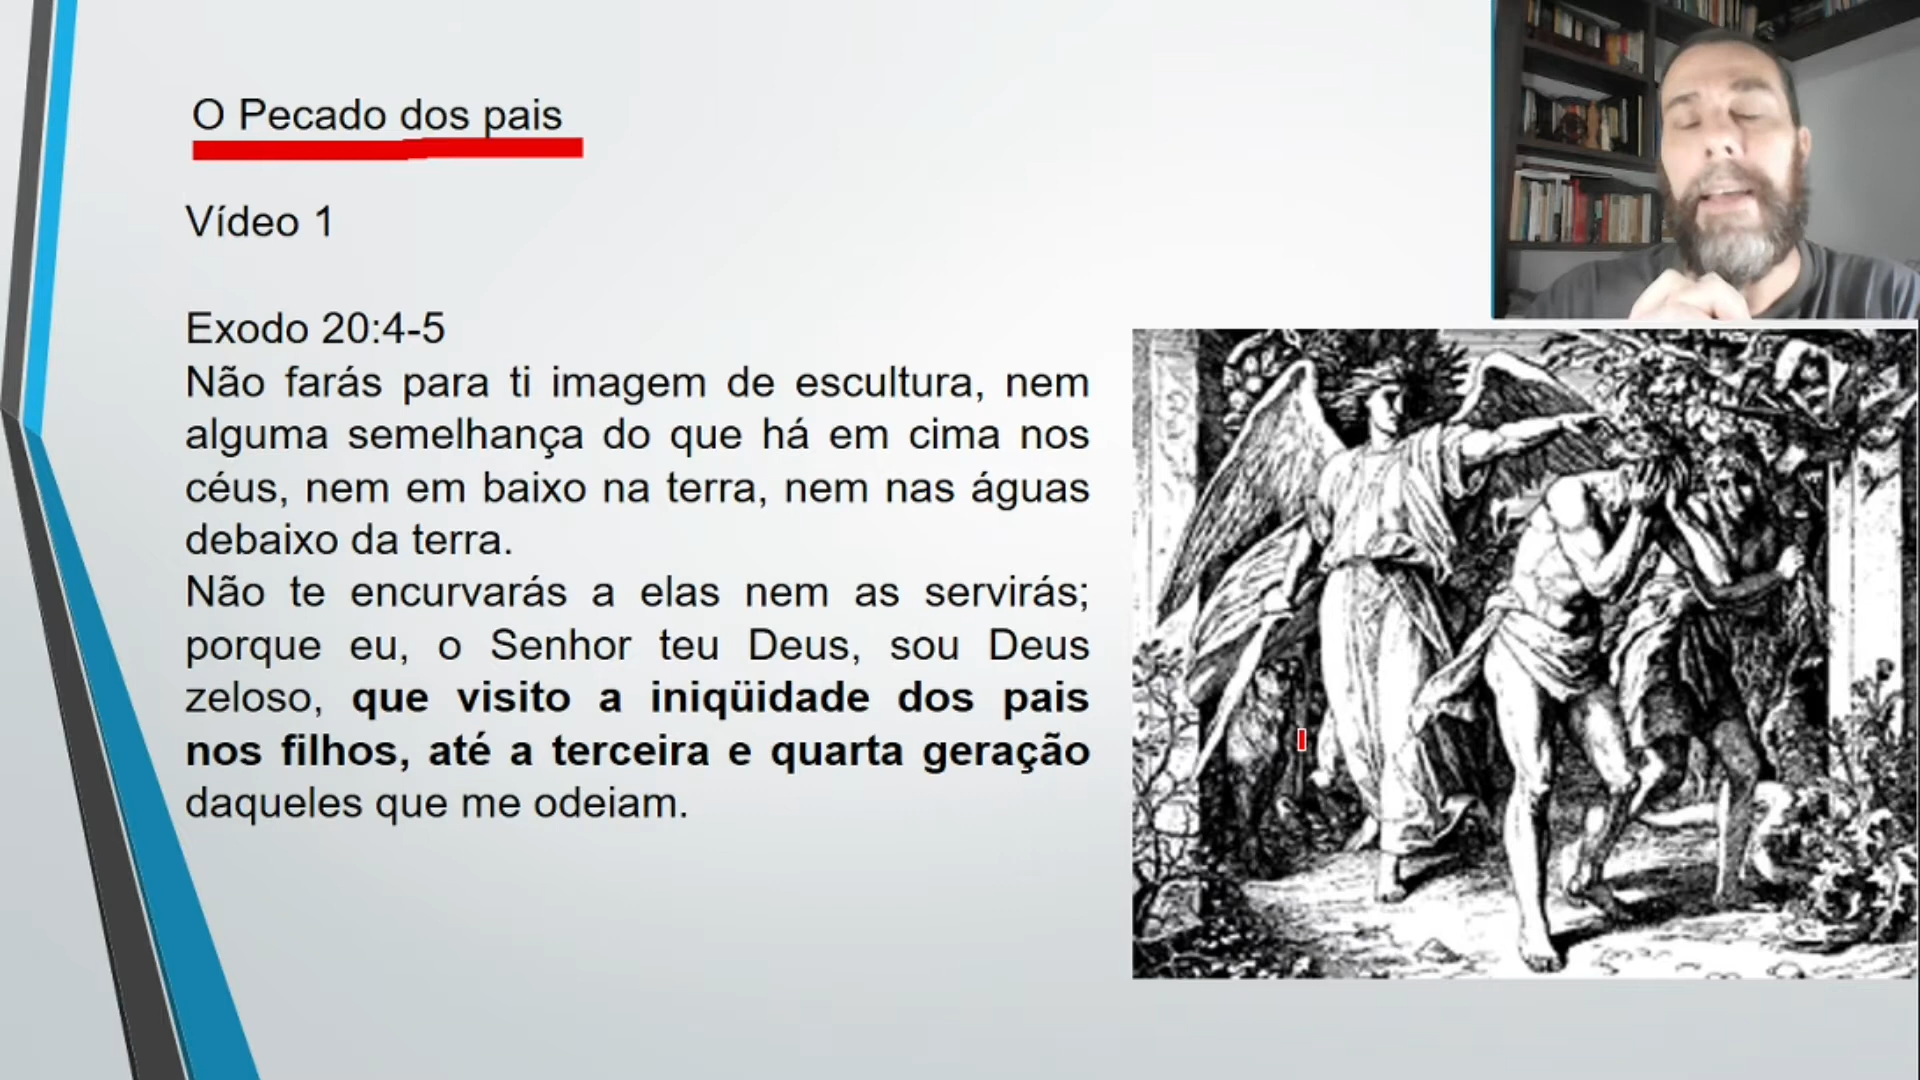 O Pecado dos pais
Vídeo 1
Exodo 20:4-5
Não farás para ti imagem de escultura, nem
alguma semelhança do que há em cima nos
céus, nem em baixo na terra, nem nas águas
debaixo da terra.
Não te encurvarás a elas nem as servirás;
porque eu, o Senhor teu Deus, sou Deus
zeloso, que visito a iniqüidade dos pais
nos filhos, até a terceira e quarta geração
daqueles que me odeiam.